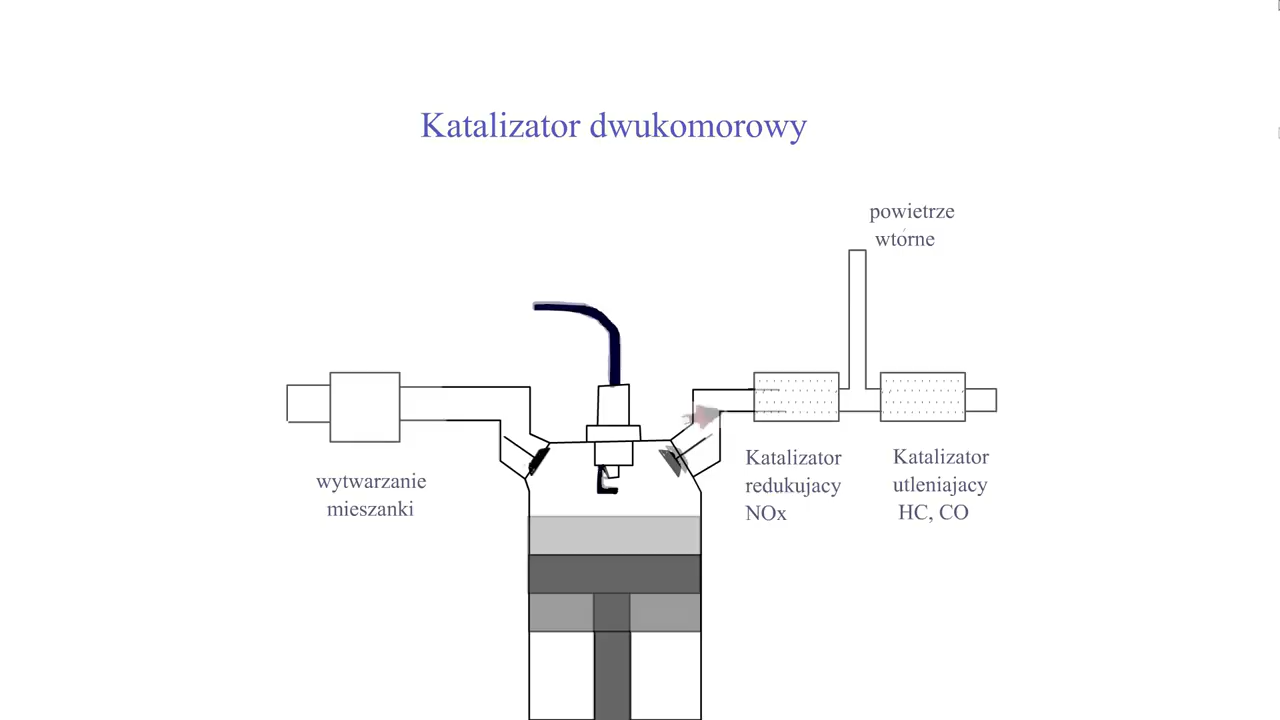 Katalizator dwukomorowy
powietrze
wtórne
wytwarzanie
mieszanki
Katalizator
redukujacy
NOx
Katalizator
utleniajacy
HC, CO